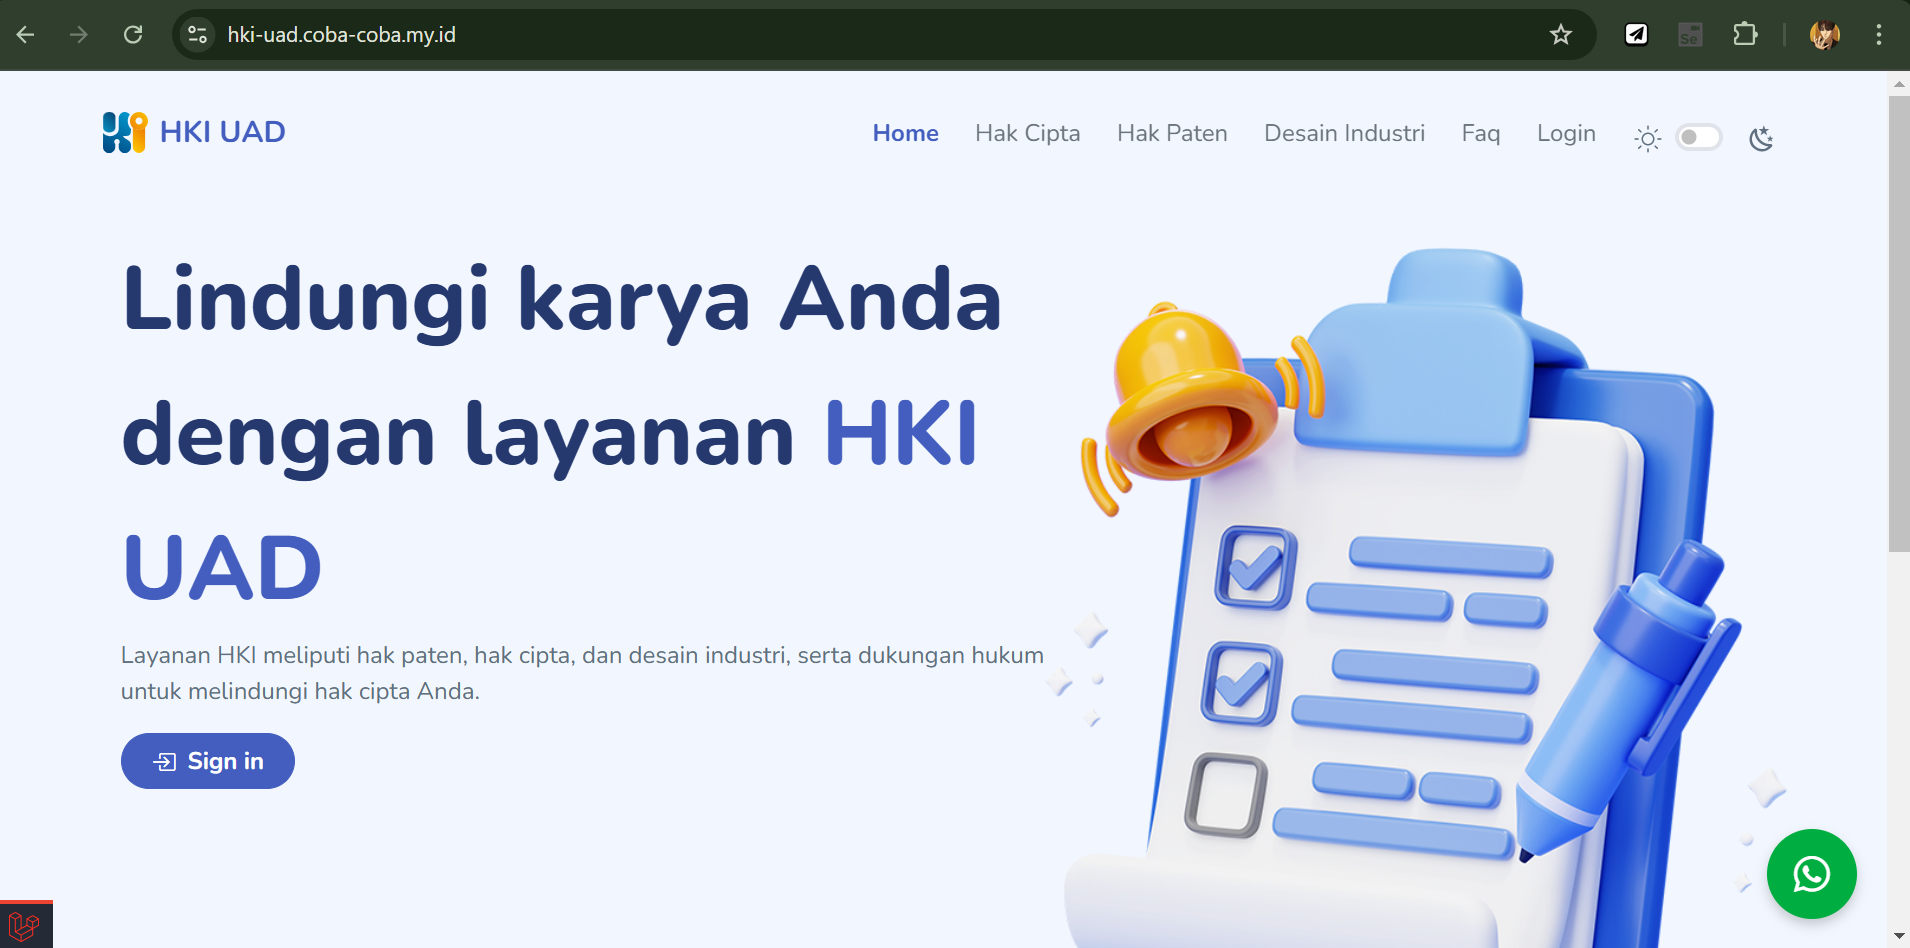 hki-uad.coba-coba.my.id
Se
HKI UAD
Home
Hak Cipta
Hak Paten
Desain Industri
Faq
Login
Lindungi karya Anda
dengan layanan HKI
UAD
Layanan HKI meliputi hak paten, hak cipta, dan desain industri, serta dukungan hukum
untuk melindungi hak cipta Anda.
Sign in